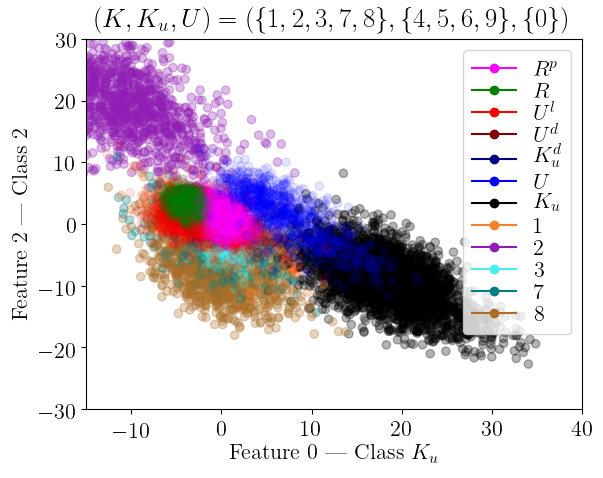 (K, K_u, U) = ({1, 2, 3, 7, 8}, {4, 5, 6, 9}, {0})
30
20
10
0
−10
−20
−30
Feature 2 — Class 2
R^p
R
U^l
U^d
K_u^d
U
K_u
1
2
3
7
8
−10
0
10
20
30
40
Feature 0 — Class K_u